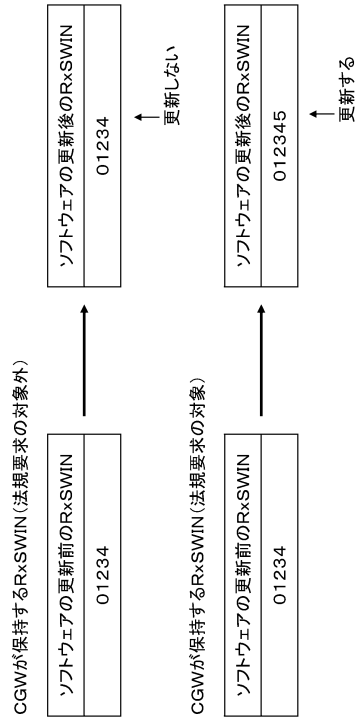 CGWが保持するRxSWIN(法規要求の対象外)
ソフトウェアの更新前のRxSWIN
01234
ソフトウェアの更新後のRxSWIN
01234
更新しない
CGWが保持するRxSWIN(法規要求の対象)
ソフトウェアの更新前のRxSWIN
01234
ソフトウェアの更新後のRxSWIN
012345
更新する